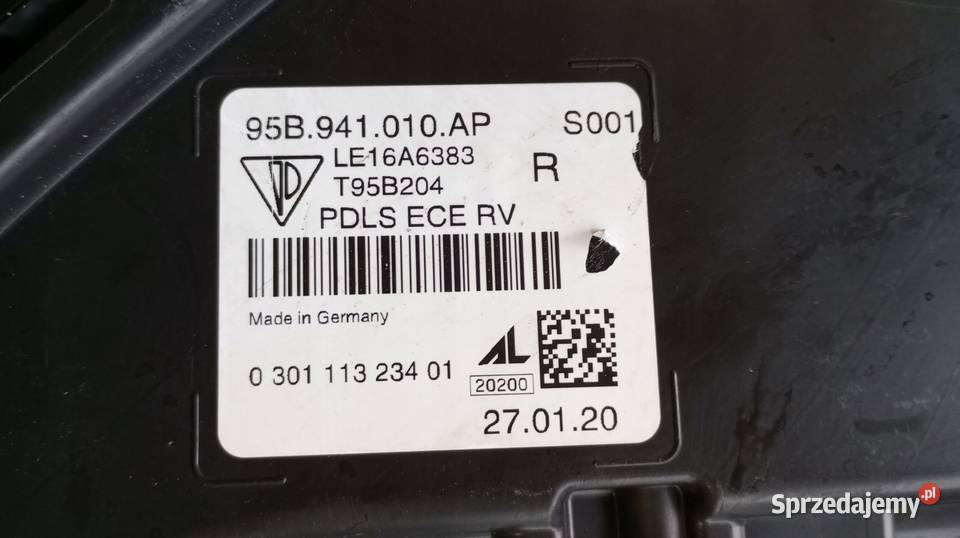 95B.941.010.AP S001
LE16A6383
T95B204 R
PDLS ECE RV
Made in Germany
0 301 113 234 01
AL
20200
27.01.20
Sprzedajemy.pl